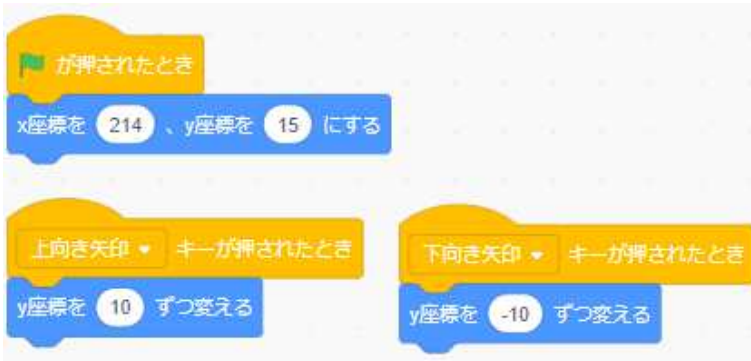 が押されたとき
x座標を 214 、y座標を 15 にする
上向き矢印 キーが押されたとき
y座標を 10 ずつ変える
下向き矢印 キーが押されたとき
y座標を -10 ずつ変える